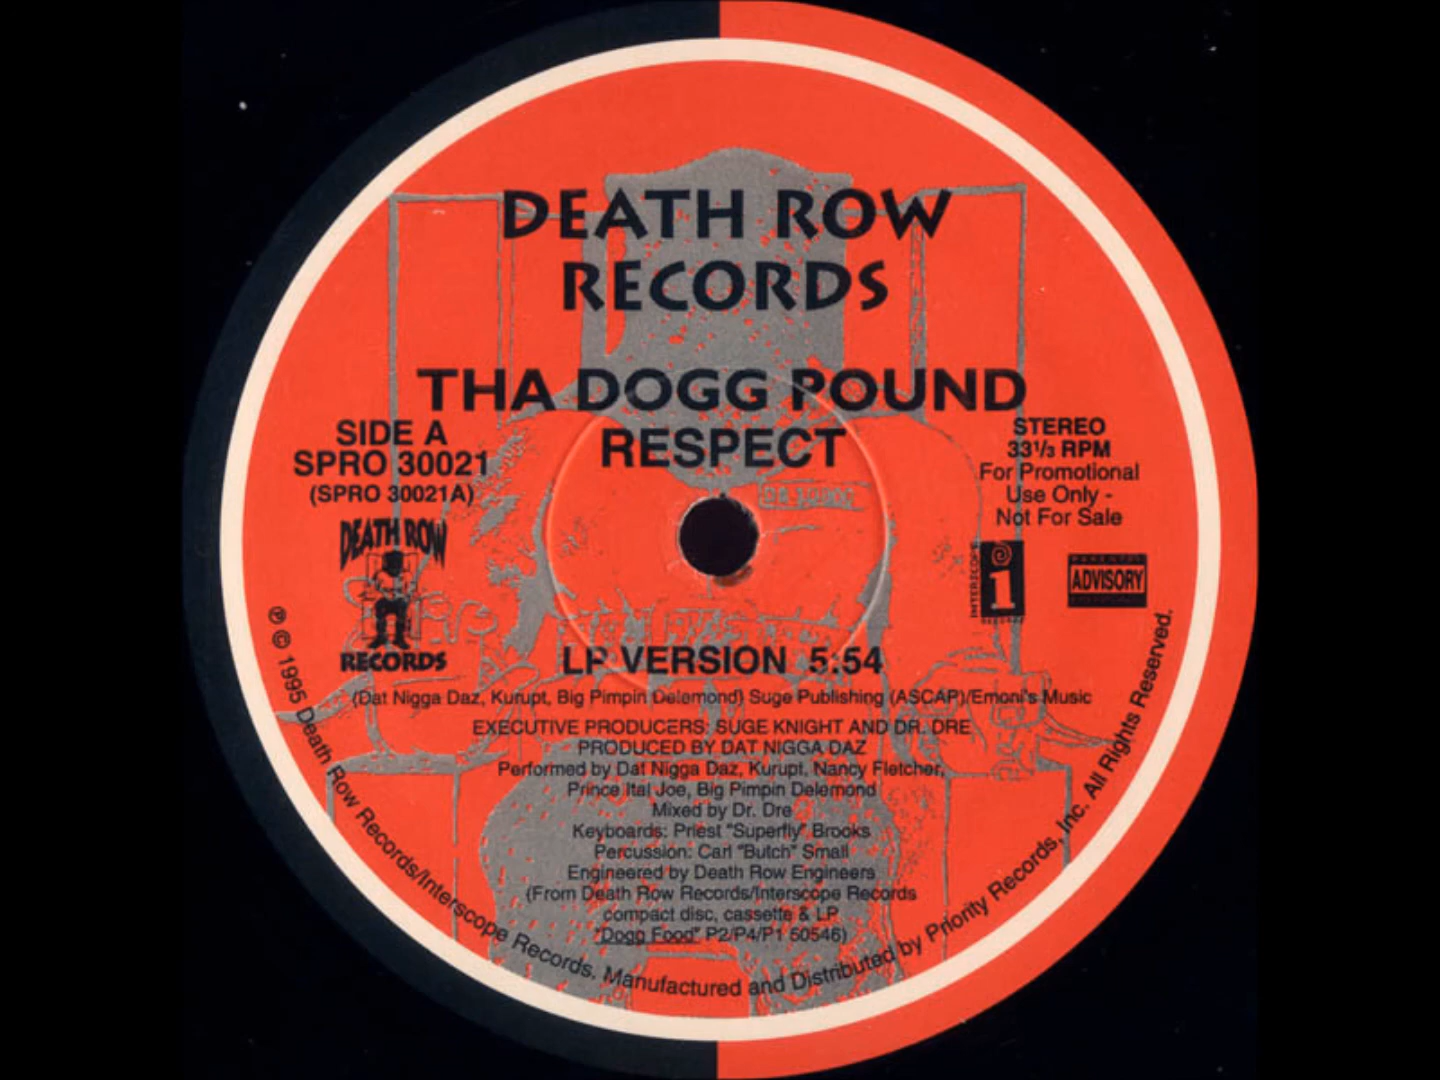 DEATH ROW
RECORDS
THA DOGG POUND
RESPECT
SIDE A
SPRO 30021
(SPRO 30021A)
DEATH ROW
RECORDS
STEREO
33 1/3 RPM
For Promotional
Use Only -
Not For Sale
INTERSCOPE
i
RECORDS
PARENTAL
ADVISORY
LP VERSION 5:54
(Dat Nigga Daz, Kurupt, Big Pimpin Delemond) Suge Publishing (ASCAP)/Emoni's Music
EXECUTIVE PRODUCERS: SUGE KNIGHT AND DR. DRE
PRODUCED BY DAT NIGGA DAZ
Performed by Dat Nigga Daz, Kurupt, Nancy Fletcher,
Prince Ital Joe, Big Pimpin Delemond
Mixed by Dr. Dre
Keyboards: Priest "Superfly" Brooks
Percussion: Carl "Butch" Small
Engineered by Death Row Engineers
(From Death Row Records/Interscope Records
compact disc, cassette & LP
"Dogg Food" P2/P4/P1 50546)
℗ © 1995 Death Row Records/Interscope Records. Manufactured and Distributed by Priority Records, Inc. All Rights Reserved.